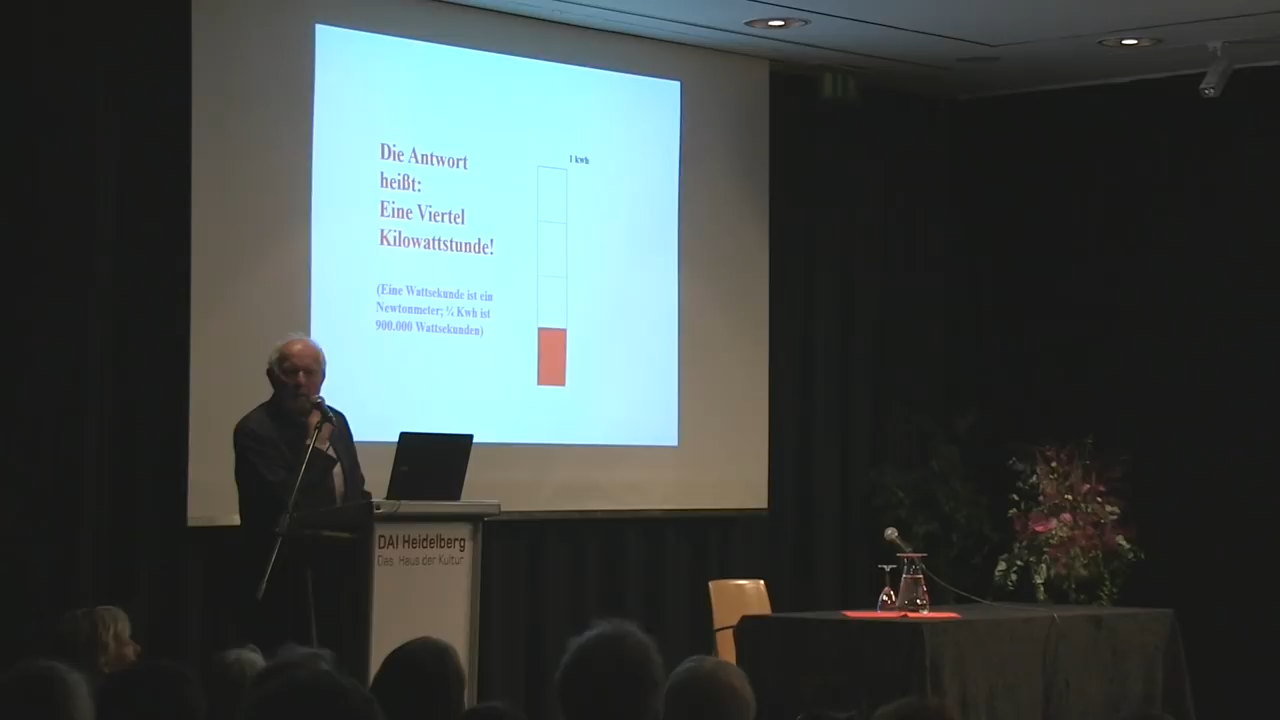 Die Antwort
heißt:
Eine Viertel
Kilowattstunde!
(Eine Wattsekunde ist ein
Newtonmeter; ¼ Kwh ist
900.000 Wattsekunden)
1 kwh
DAI Heidelberg
Das Haus der Kultur